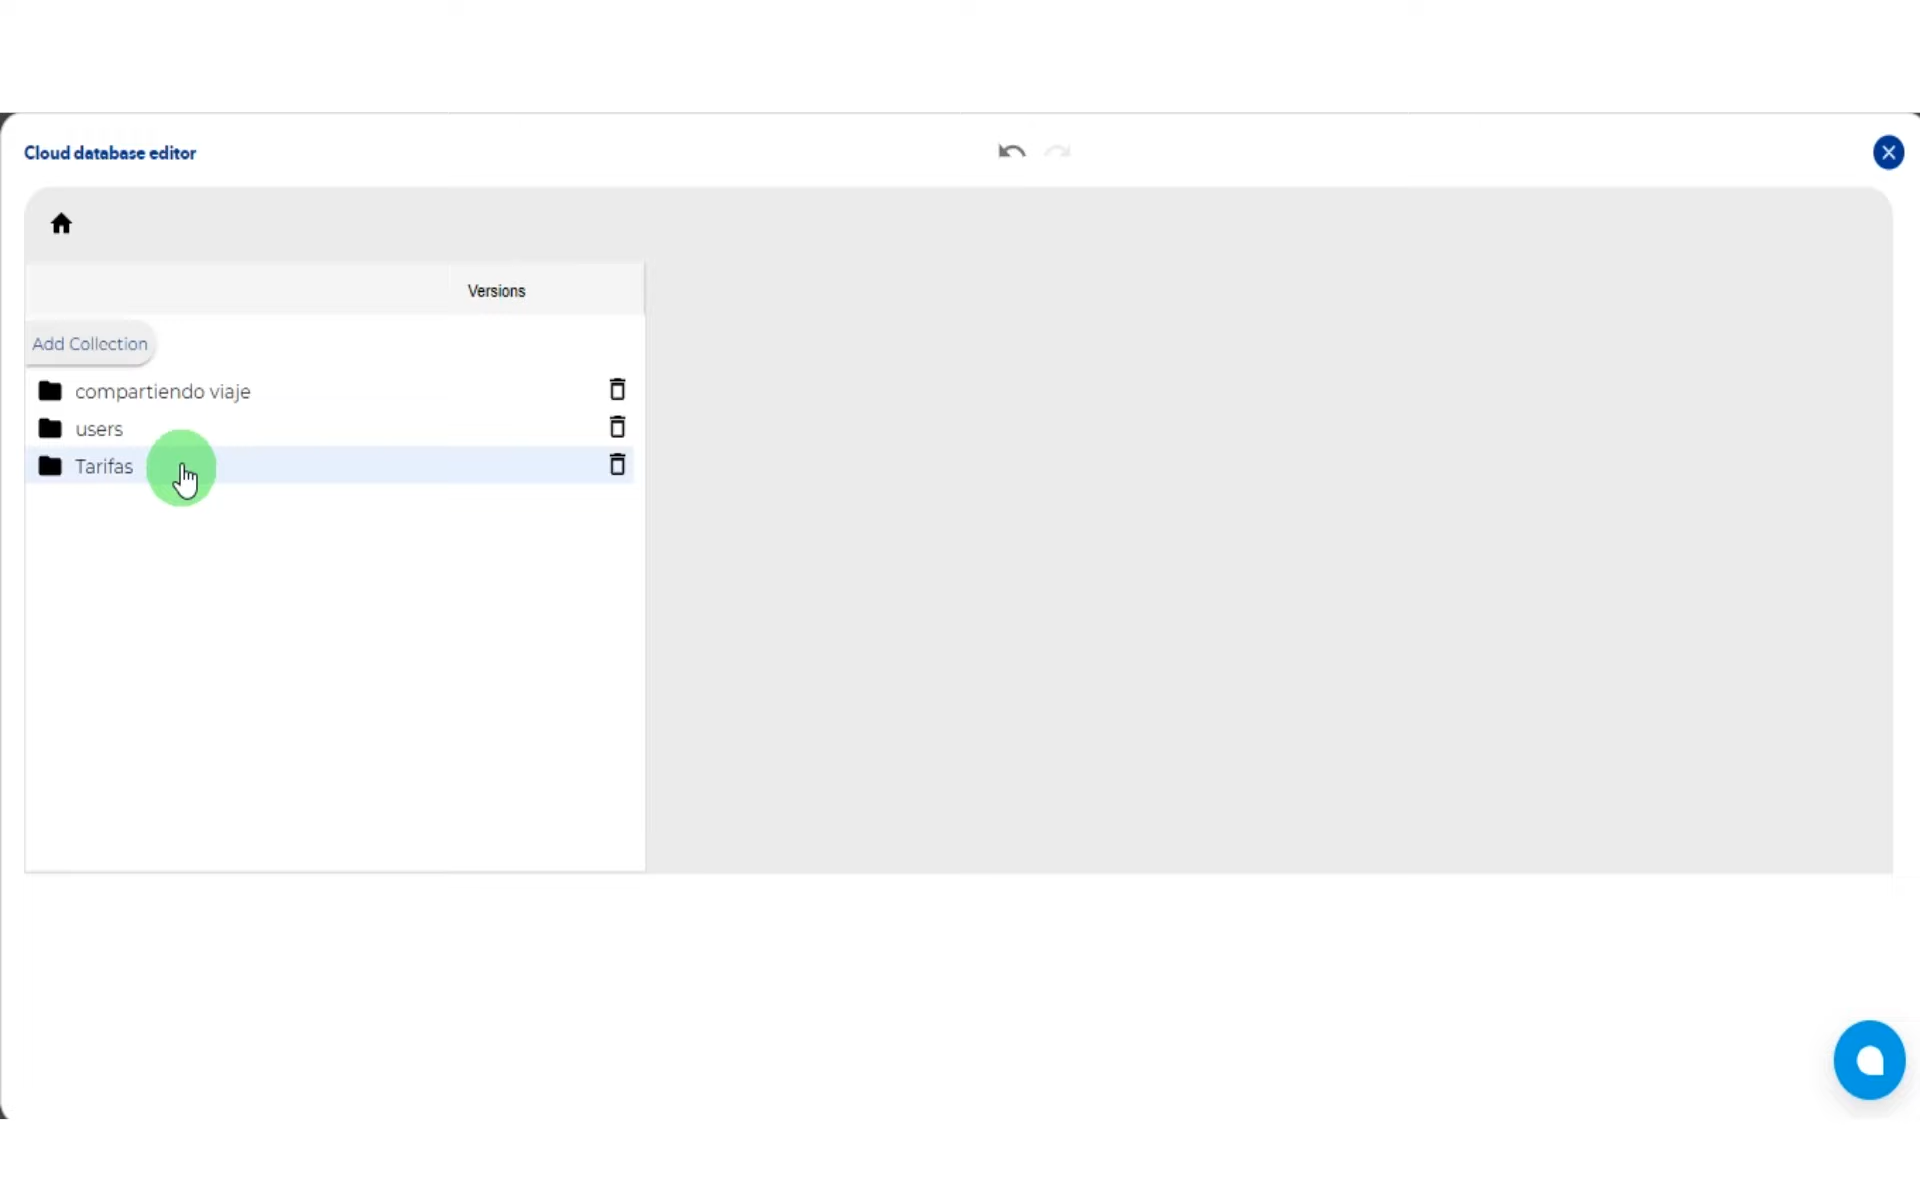 Cloud database editor
Versions
Add Collection
compartiendo viaje
users
Tarifas